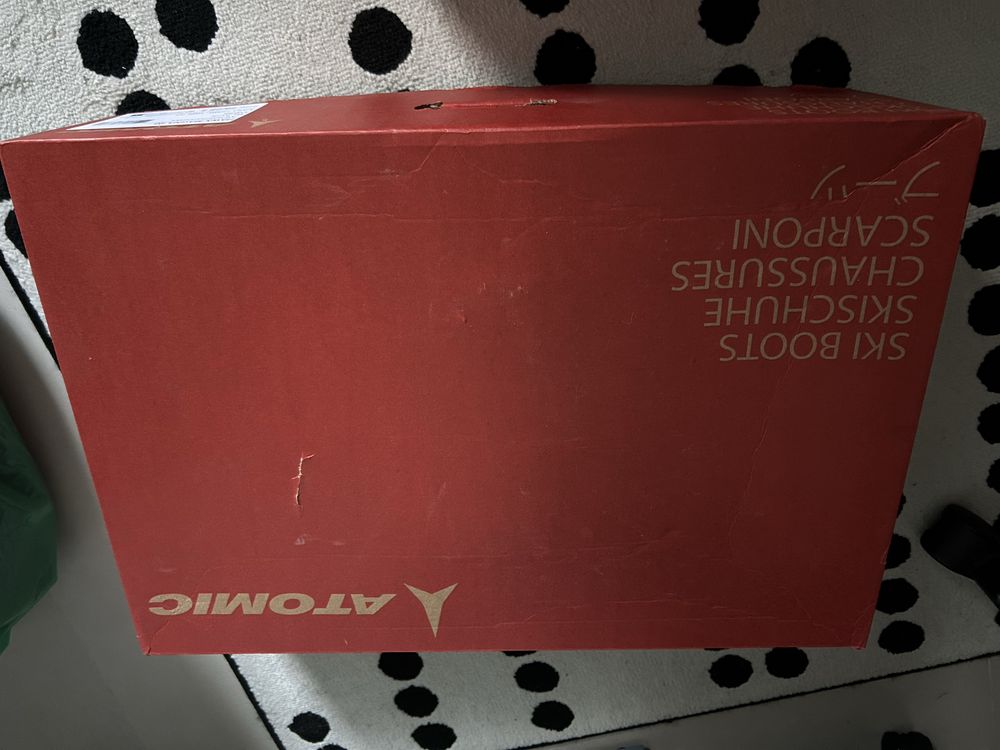 ATOMIC
SKI BOOTS
SKISCHUHE
CHAUSSURES
SCARPONI
ブーツ